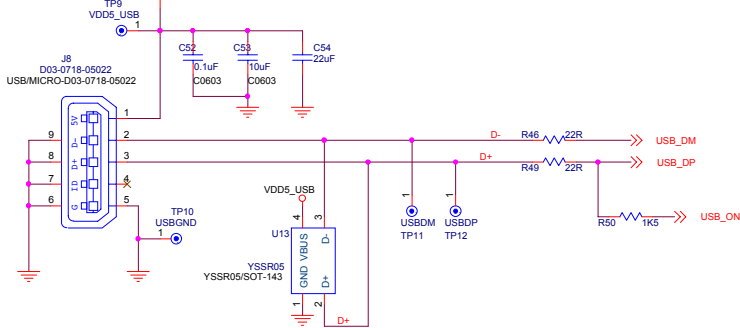 TP9
VDD5_USB
1
J8
D03-0718-05022
USB/MICRO-D03-0718-05022
C52
0.1uF
C0603
C53
10uF
C0603
C54
22uF
5V
D-
D+
ID
G
9
8
7
6
1
2
3
4
5
TP10
USBGND
1
VDD5_USB
4
3
U13
GND VBUS
D-
D+
YSSR05
YSSR05/SOT-143
1
2
D+
D-
D+
1
USBDM
TP11
1
USBDP
TP12
R46
22R
USB_DM
R49
22R
USB_DP
R50
1K5
USB_ON